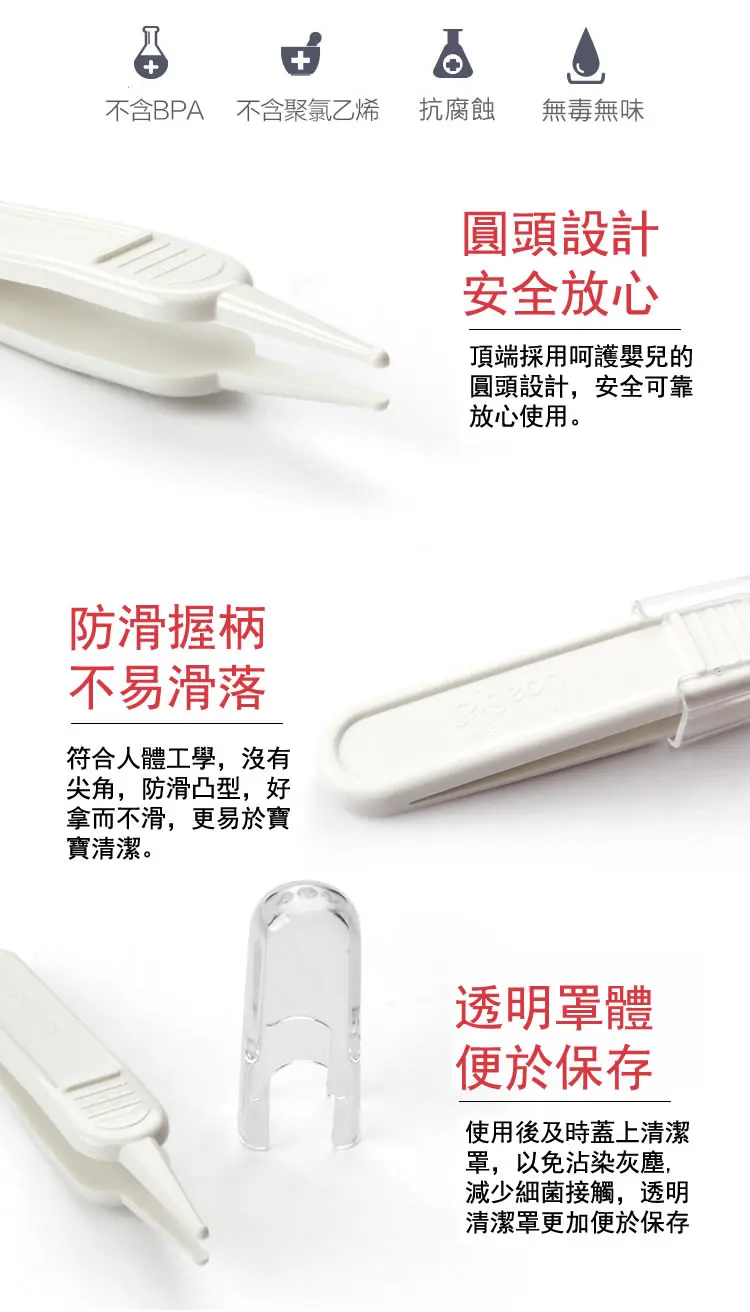 不含BPA 不含聚氯乙烯 抗腐蝕 無毒無味
圓頭設計
安全放心
頂端採用呵護嬰兒的
圓頭設計，安全可靠
放心使用。
防滑握柄
不易滑落
Pigeon
符合人體工學，沒有
尖角，防滑凸型，好
拿而不滑，更易於寶
寶清潔。
透明罩體
便於保存
使用後及時蓋上清潔
罩，以免沾染灰塵,
減少細菌接觸，透明
清潔罩更加便於保存